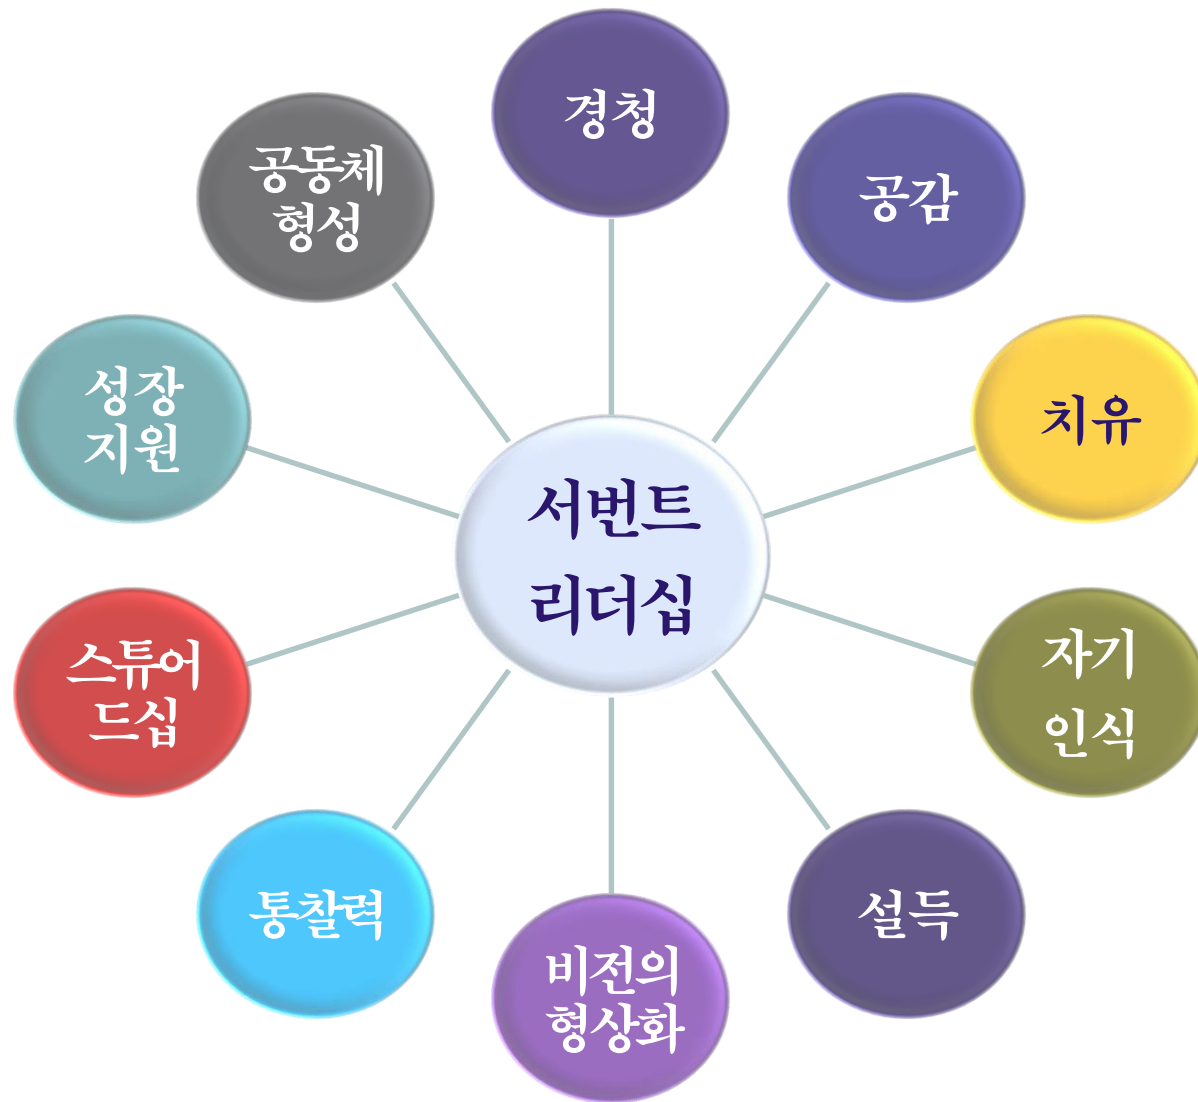 경청
공동체
형성
공감
성장
지원
치유
서번트
리더십
스튜어
드십
자기
인식
통찰력
설득
비전의
형상화